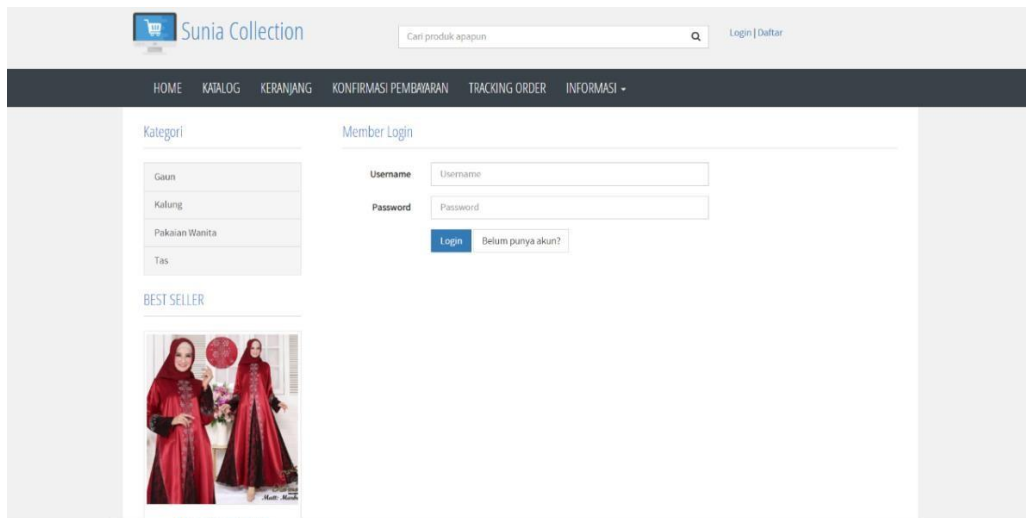 Sunia Collection
Cari produk apapun
Login | Daftar
HOME KATALOG KERANJANG KONFIRMASI PEMBAYARAN TRACKING ORDER INFORMASI
Kategori
Gaun
Kalung
Pakaian Wanita
Tas
BEST SELLER
Member Login
Username Username
Password Password
Login Belum punya akun?